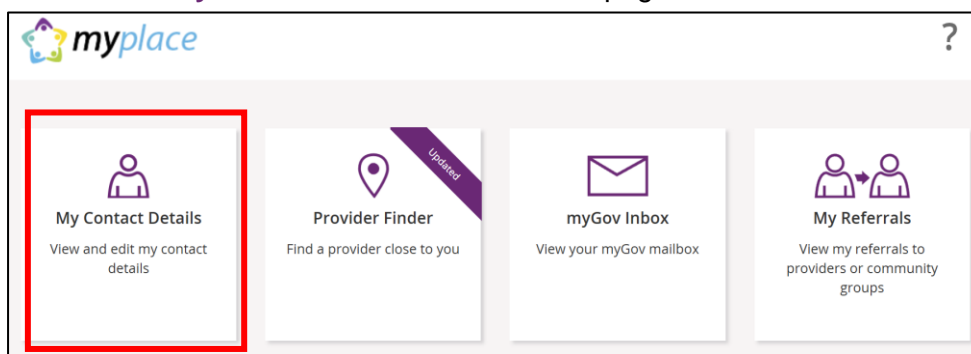 myplace
?
Updated
My Contact Details
View and edit my contact
details
Provider Finder
Find a provider close to you
myGov Inbox
View your myGov mailbox
My Referrals
View my referrals to
providers or community
groups